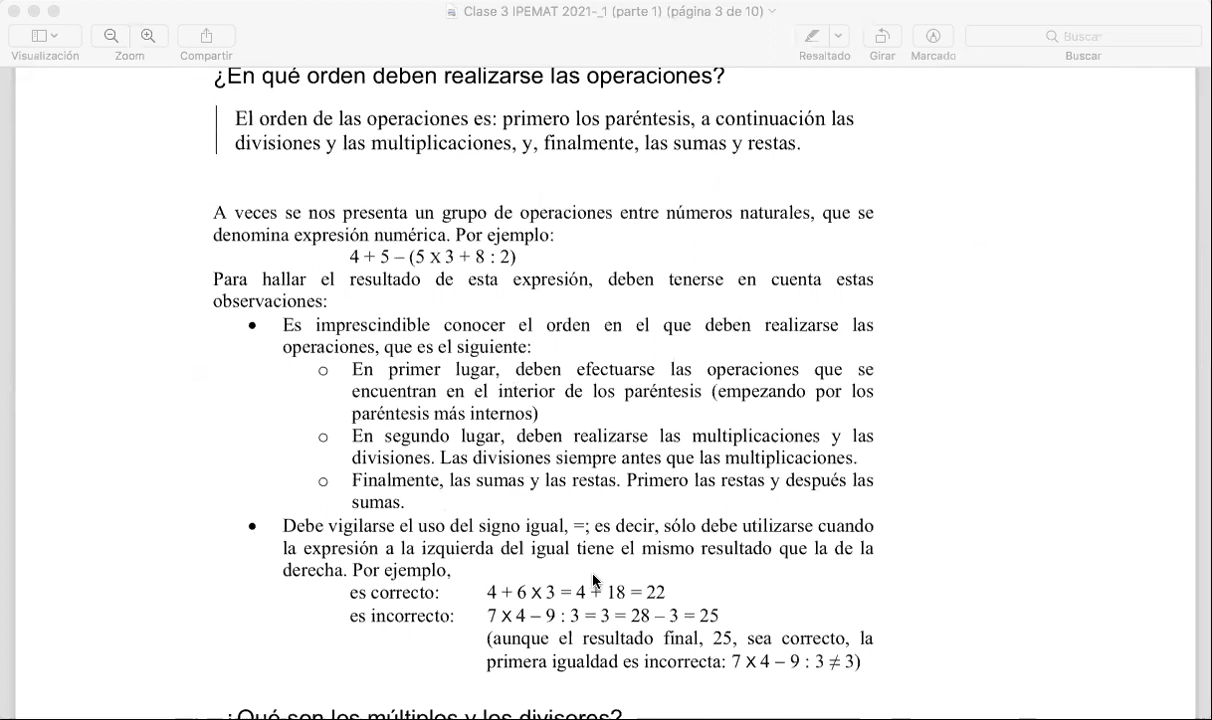 Clase 3 IPEMAT 2021-_1 (parte 1) (página 3 de 10)
Visualización Zoom Compartir Resaltado Girar Marcado Buscar
¿En qué orden deben realizarse las operaciones?
El orden de las operaciones es: primero los paréntesis, a continuación las
divisiones y las multiplicaciones, y, finalmente, las sumas y restas.
A veces se nos presenta un grupo de operaciones entre números naturales, que se
denomina expresión numérica. Por ejemplo:
4 + 5 – (5 x 3 + 8 : 2)
Para hallar el resultado de esta expresión, deben tenerse en cuenta estas
observaciones:
• Es imprescindible conocer el orden en el que deben realizarse las
operaciones, que es el siguiente:
o En primer lugar, deben efectuarse las operaciones que se
encuentran en el interior de los paréntesis (empezando por los
paréntesis más internos)
o En segundo lugar, deben realizarse las multiplicaciones y las
divisiones. Las divisiones siempre antes que las multiplicaciones.
o Finalmente, las sumas y las restas. Primero las restas y después las
sumas.
• Debe vigilarse el uso del signo igual, =; es decir, sólo debe utilizarse cuando
la expresión a la izquierda del igual tiene el mismo resultado que la de la
derecha. Por ejemplo,
es correcto: 4 + 6 x 3 = 4 + 18 = 22
es incorrecto: 7 x 4 – 9 : 3 = 3 = 28 – 3 = 25
(aunque el resultado final, 25, sea correcto, la
primera igualdad es incorrecta: 7 x 4 – 9 : 3 ≠ 3)
¿Qué son los múltiplos y los divisores?